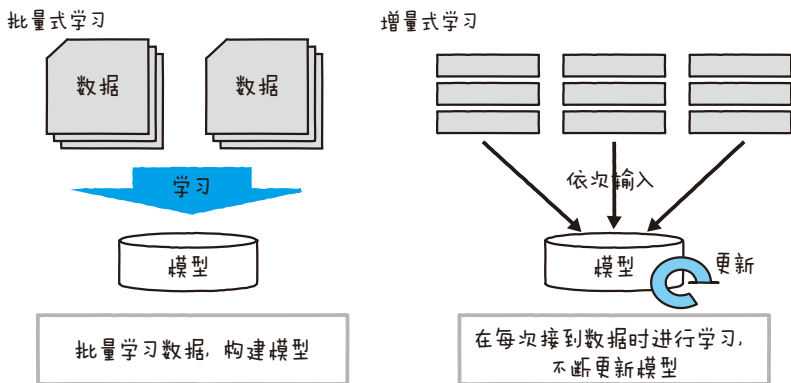 批量式学习
数据
数据
学习
模型
批量学习数据, 构建模型
增量式学习
依次输入
模型
更新
在每次接到数据时进行学习,
不断更新模型